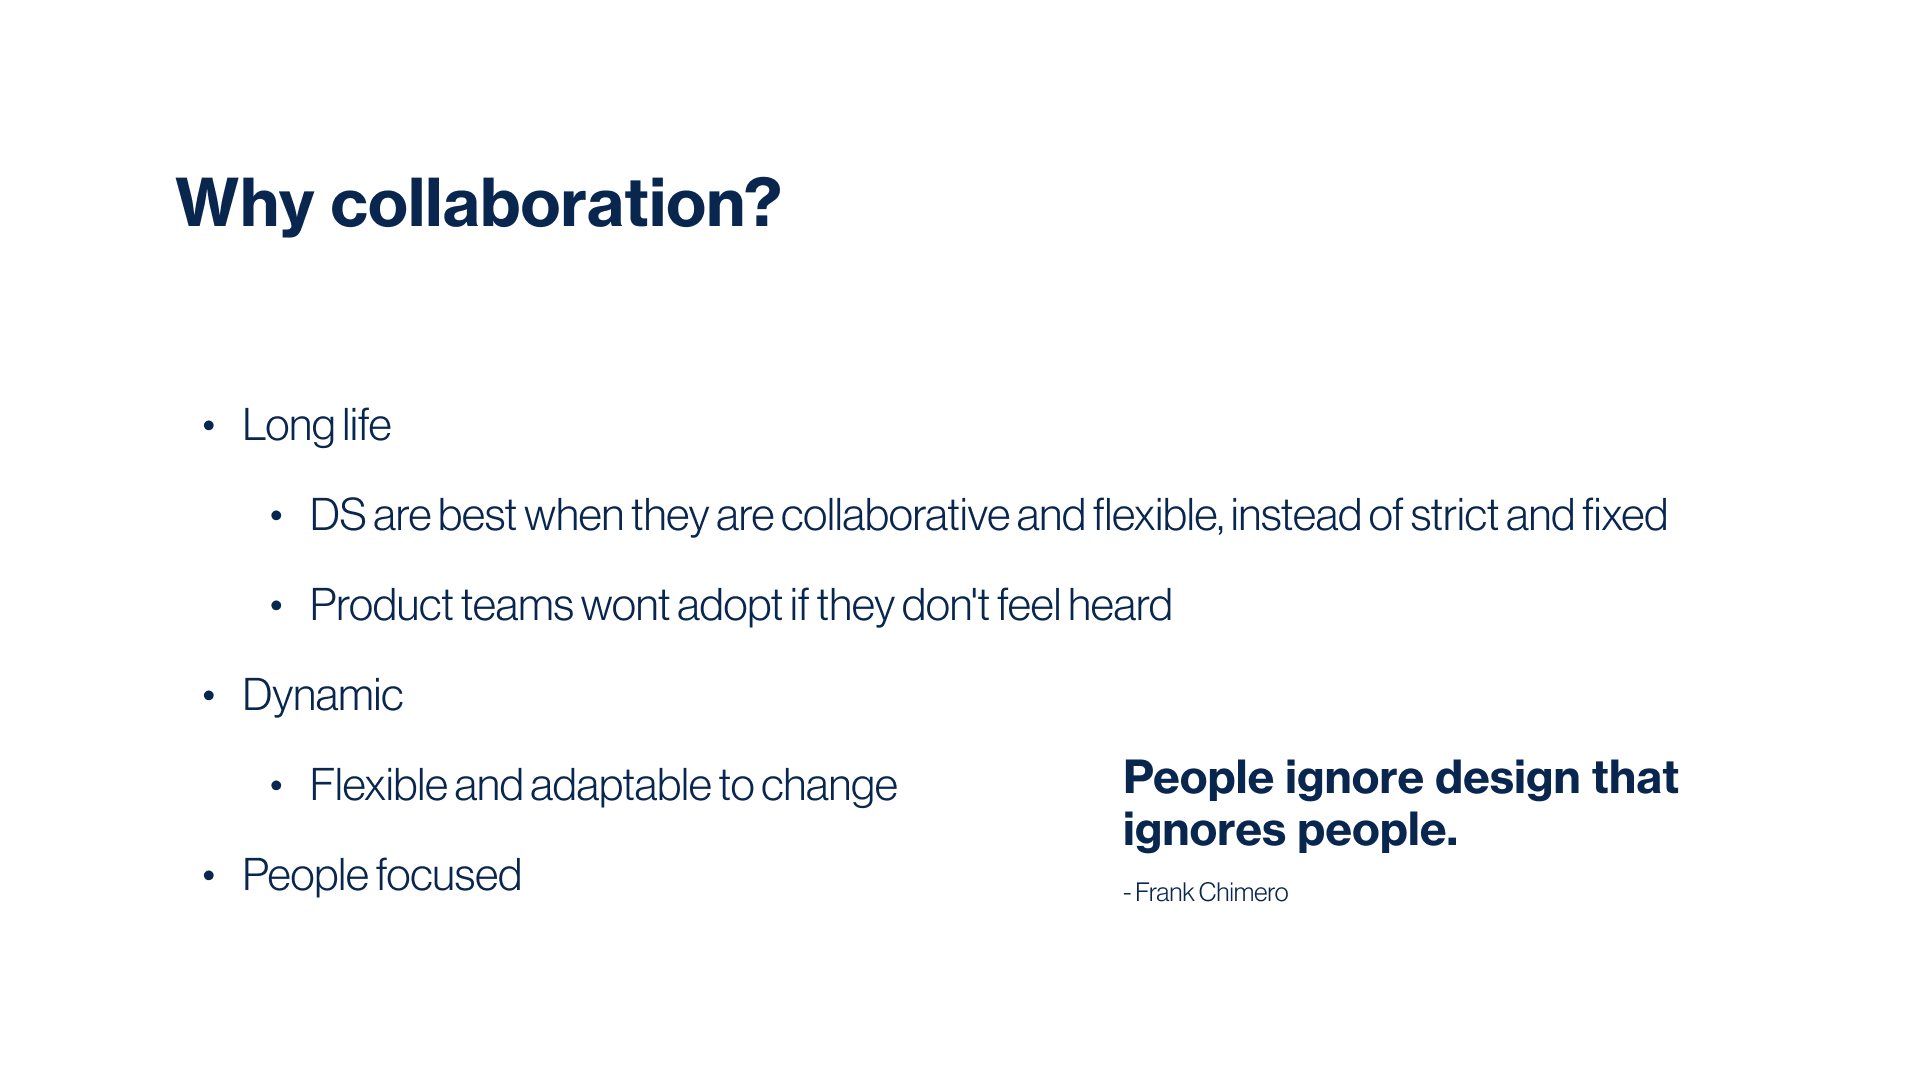 Why collaboration?
• Long life
• DS are best when they are collaborative and flexible, instead of strict and fixed
• Product teams wont adopt if they don't feel heard
• Dynamic
• Flexible and adaptable to change
• People focused
People ignore design that
ignores people.
- Frank Chimero